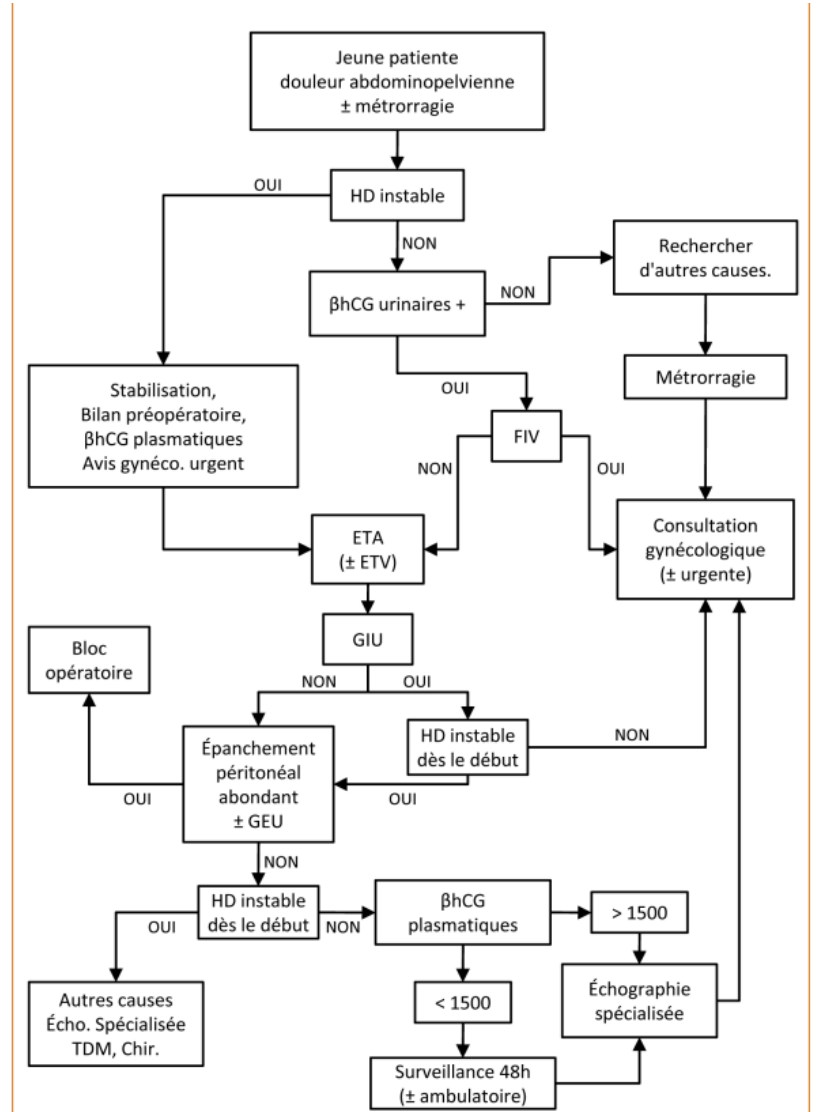 Jeune patiente
douleur abdominopelvienne
± métrorragie
OUI
HD instable
NON
Rechercher
d'autres causes.
βhCG urinaires +
NON
OUI
Métrorragie
Stabilisation,
Bilan préopératoire,
βhCG plasmatiques
Avis gynéco. urgent
FIV
NON
OUI
ETA
(± ETV)
Consultation
gynécologique
(± urgente)
GIU
Bloc
opératoire
NON
OUI
HD instable
dès le début
NON
Épanchement
péritonéal
abondant
± GEU
OUI
OUI
NON
HD instable
dès le début
OUI
NON
βhCG
plasmatiques
> 1500
Autres causes
Écho. Spécialisée
TDM, Chir.
< 1500
Échographie
spécialisée
Surveillance 48h
(± ambulatoire)